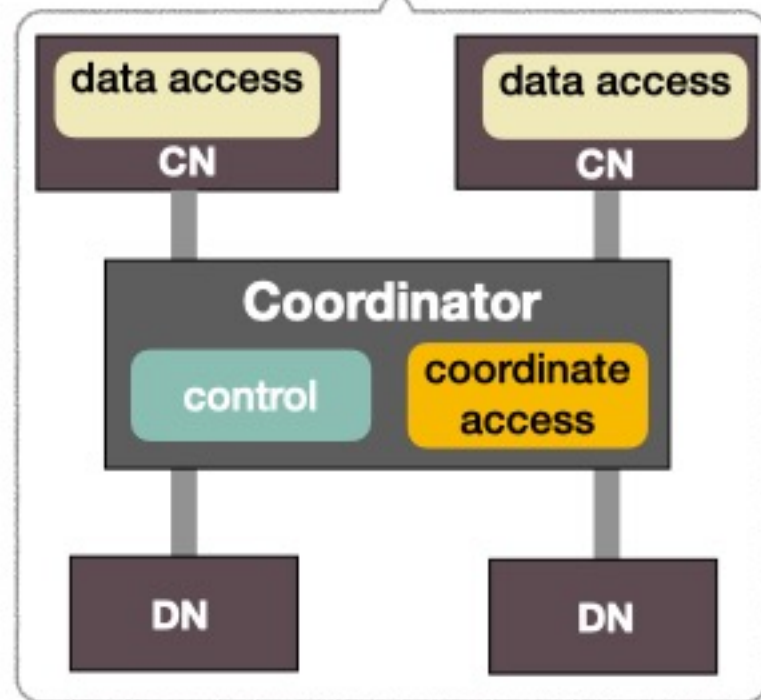 data access
CN
data access
CN
Coordinator
control
coordinate
access
DN
DN